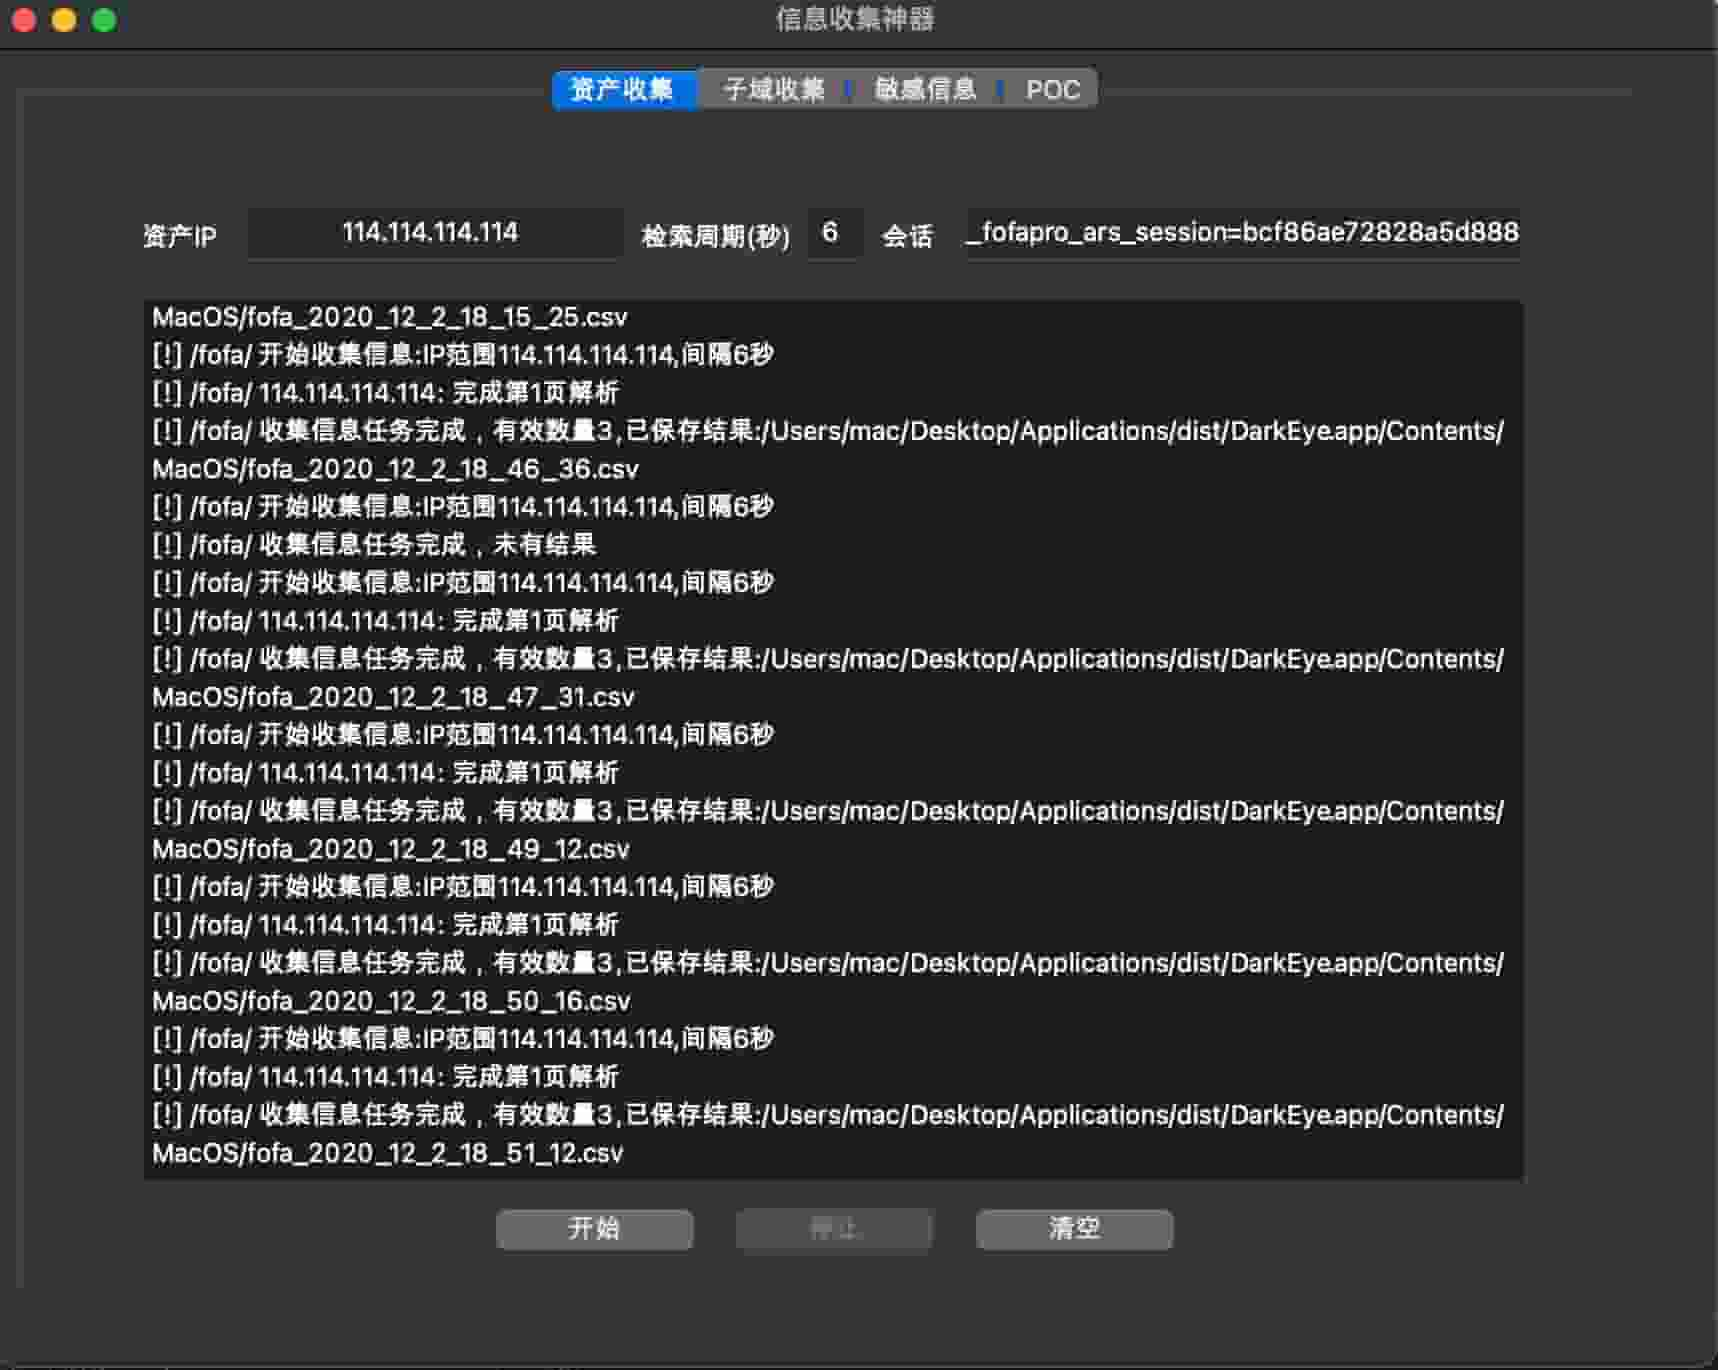 信息收集神器
资产收集 子域收集 敏感信息 POC
资产IP 114.114.114.114 检索周期(秒) 6 会话 _fofapro_ars_session=bcf86ae72828a5d888
MacOS/fofa_2020_12_2_18_15_25.csv
[!] /fofa/ 开始收集信息:IP范围114.114.114.114,间隔6秒
[!] /fofa/ 114.114.114.114: 完成第1页解析
[!] /fofa/ 收集信息任务完成，有效数量3,已保存结果:/Users/mac/Desktop/Applications/dist/DarkEye.app/Contents/
MacOS/fofa_2020_12_2_18_46_36.csv
[!] /fofa/ 开始收集信息:IP范围114.114.114.114,间隔6秒
[!] /fofa/ 收集信息任务完成，未有结果
[!] /fofa/ 开始收集信息:IP范围114.114.114.114,间隔6秒
[!] /fofa/ 114.114.114.114: 完成第1页解析
[!] /fofa/ 收集信息任务完成，有效数量3,已保存结果:/Users/mac/Desktop/Applications/dist/DarkEye.app/Contents/
MacOS/fofa_2020_12_2_18_47_31.csv
[!] /fofa/ 开始收集信息:IP范围114.114.114.114,间隔6秒
[!] /fofa/ 114.114.114.114: 完成第1页解析
[!] /fofa/ 收集信息任务完成，有效数量3,已保存结果:/Users/mac/Desktop/Applications/dist/DarkEye.app/Contents/
MacOS/fofa_2020_12_2_18_49_12.csv
[!] /fofa/ 开始收集信息:IP范围114.114.114.114,间隔6秒
[!] /fofa/ 114.114.114.114: 完成第1页解析
[!] /fofa/ 收集信息任务完成，有效数量3,已保存结果:/Users/mac/Desktop/Applications/dist/DarkEye.app/Contents/
MacOS/fofa_2020_12_2_18_50_16.csv
[!] /fofa/ 开始收集信息:IP范围114.114.114.114,间隔6秒
[!] /fofa/ 114.114.114.114: 完成第1页解析
[!] /fofa/ 收集信息任务完成，有效数量3,已保存结果:/Users/mac/Desktop/Applications/dist/DarkEye.app/Contents/
MacOS/fofa_2020_12_2_18_51_12.csv
开始 停止 清空